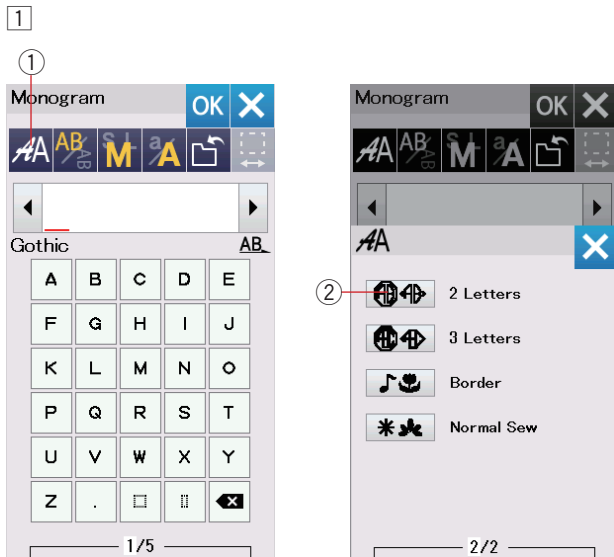 1
①
Monogram OK X
AA AB AB S L M a A
Gothic AB_
A B C D E
F G H I J
K L M N O
P Q R S T
U V W X Y
Z .
1/5
Monogram OK X
AA AB AB S L M a A
AA X
② 2 Letters
3 Letters
Border
Normal Sew
2/2